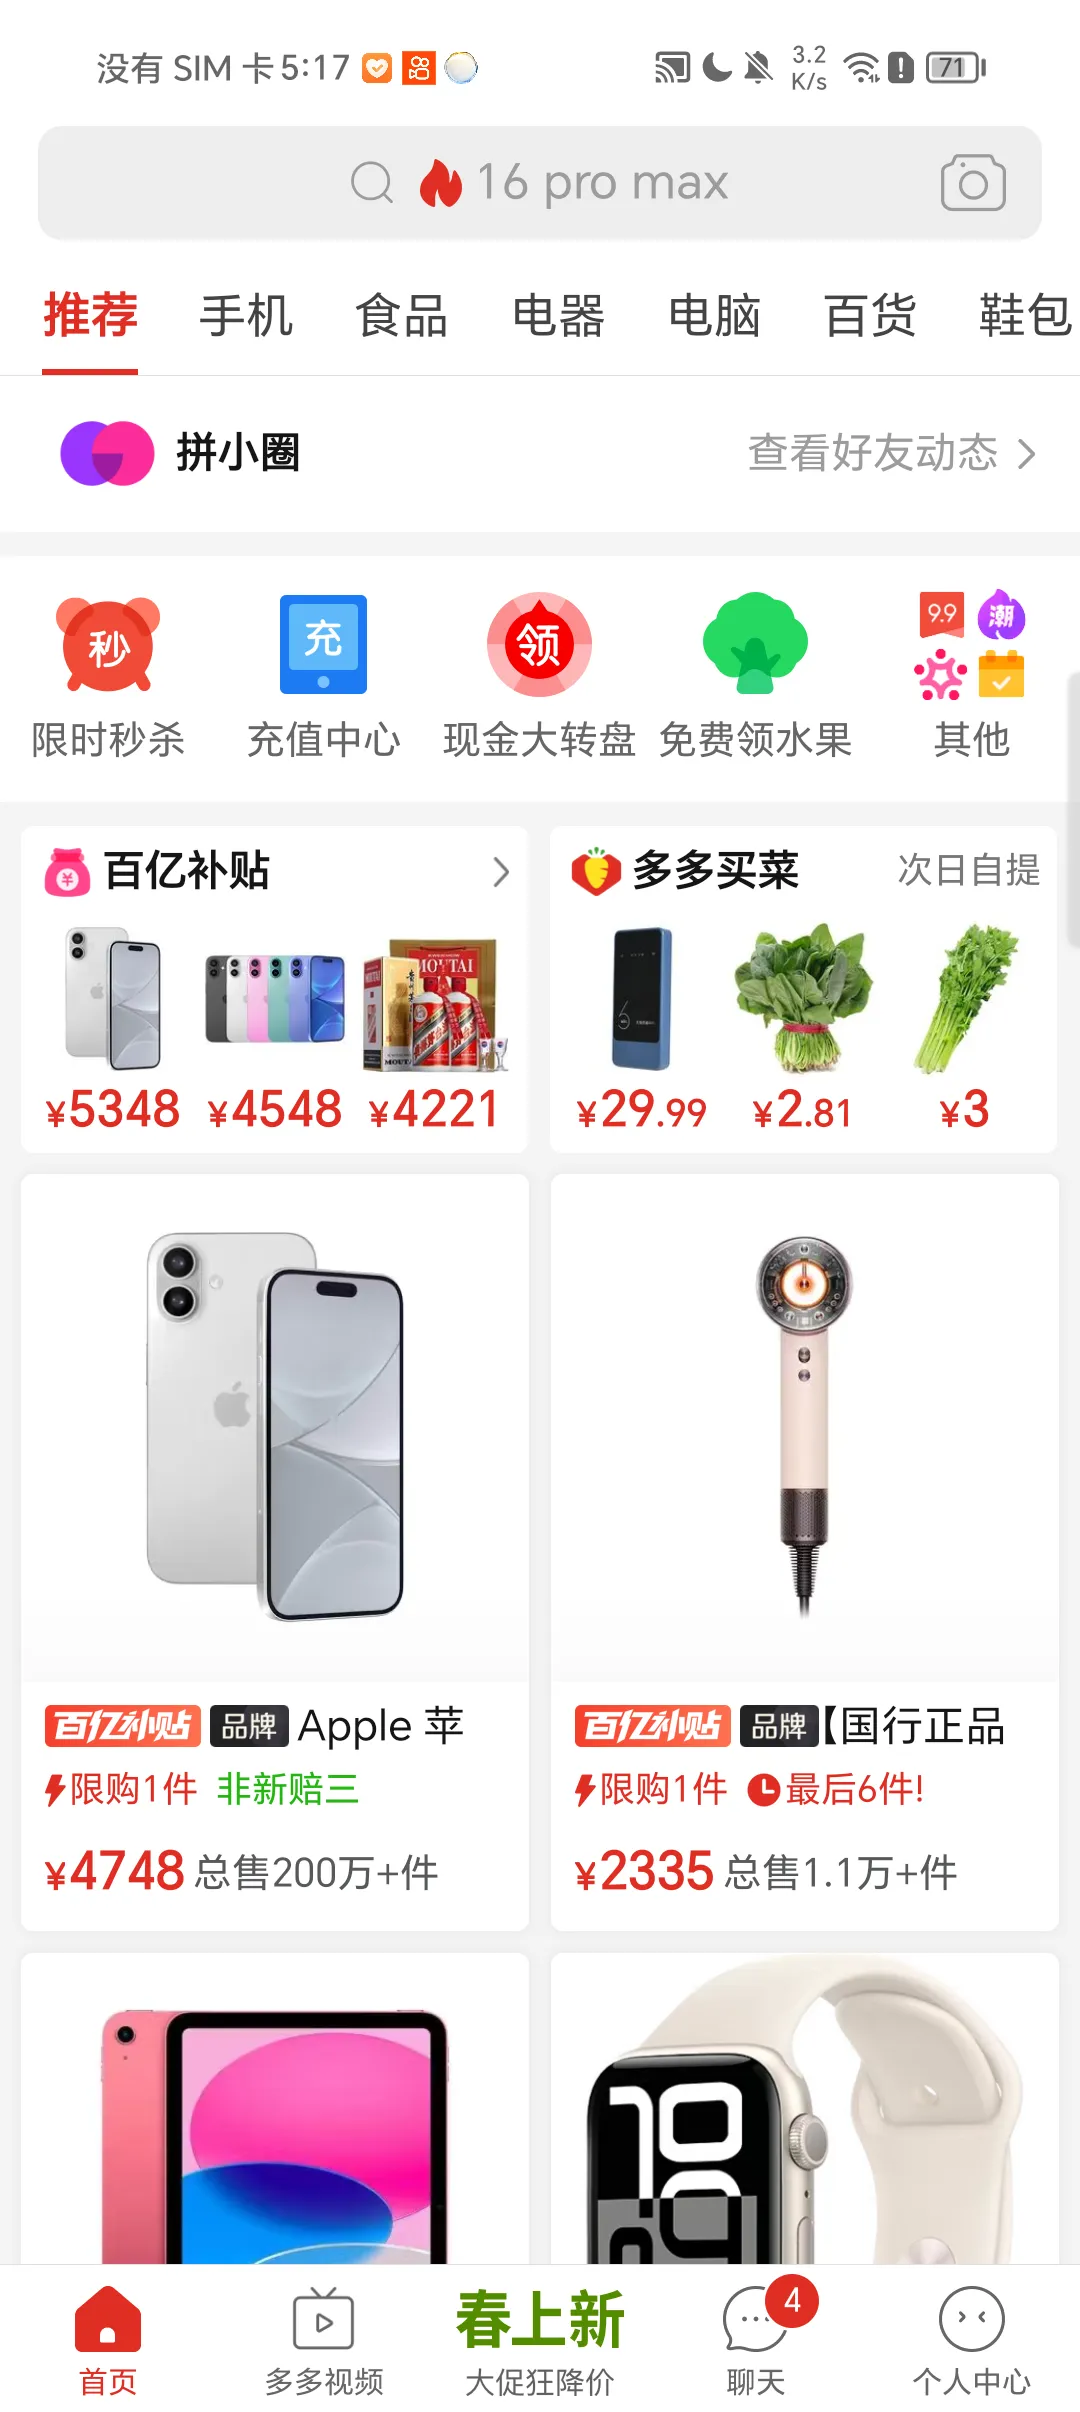 没有 SIM 卡 5:17
3.2 K/s
71
16 pro max
推荐 手机 食品 电器 电脑 百货 鞋包
拼小圈 查看好友动态
秒 充 领 9.9 潮
限时秒杀 充值中心 现金大转盘 免费领水果 其他
百亿补贴
MOUTAI
¥5348 ¥4548 ¥4221
多多买菜 次日自提
¥29.99 ¥2.81 ¥3
百亿补贴 品牌 Apple 苹
限购1件 非新赔三
¥4748 总售200万+件
百亿补贴 品牌 【国行正品
限购1件 最后6件!
¥2335 总售1.1万+件
10
09
首页
多多视频
春上新
大促狂降价
4
聊天
个人中心